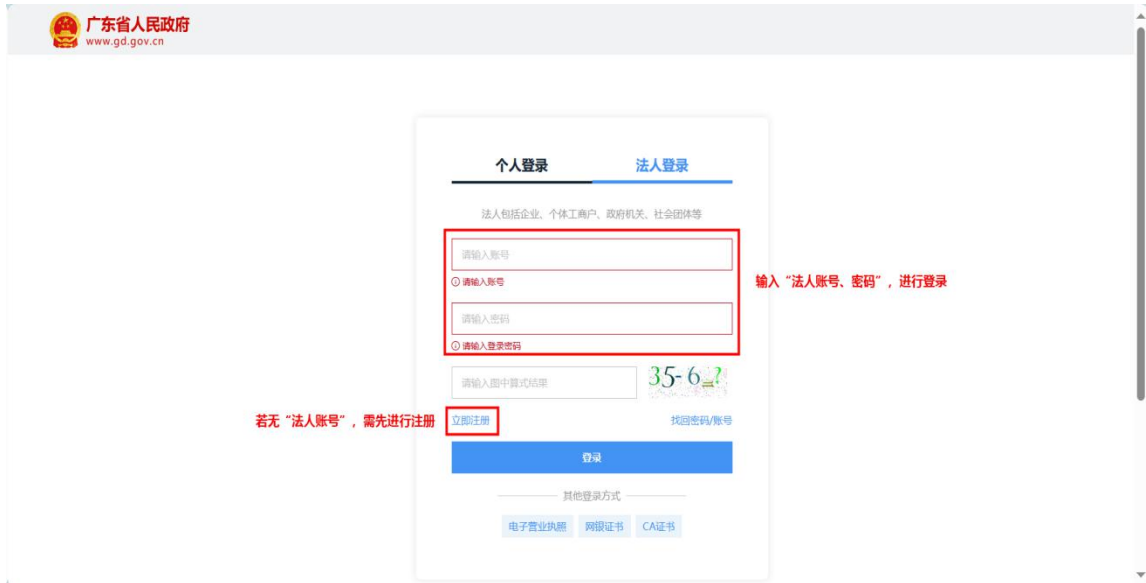 广东省人民政府
www.gd.gov.cn
个人登录
法人登录
法人包括企业、个体工商户、政府机关、社会团体等
请输入账号
请输入账号
输入“法人账号、密码”，进行登录
请输入密码
请输入登录密码
请输入图中算式结果
35-6=?
若无“法人账号”，需先进行注册
立即注册
找回密码/账号
登录
其他登录方式
电子营业执照
网银证书
CA证书